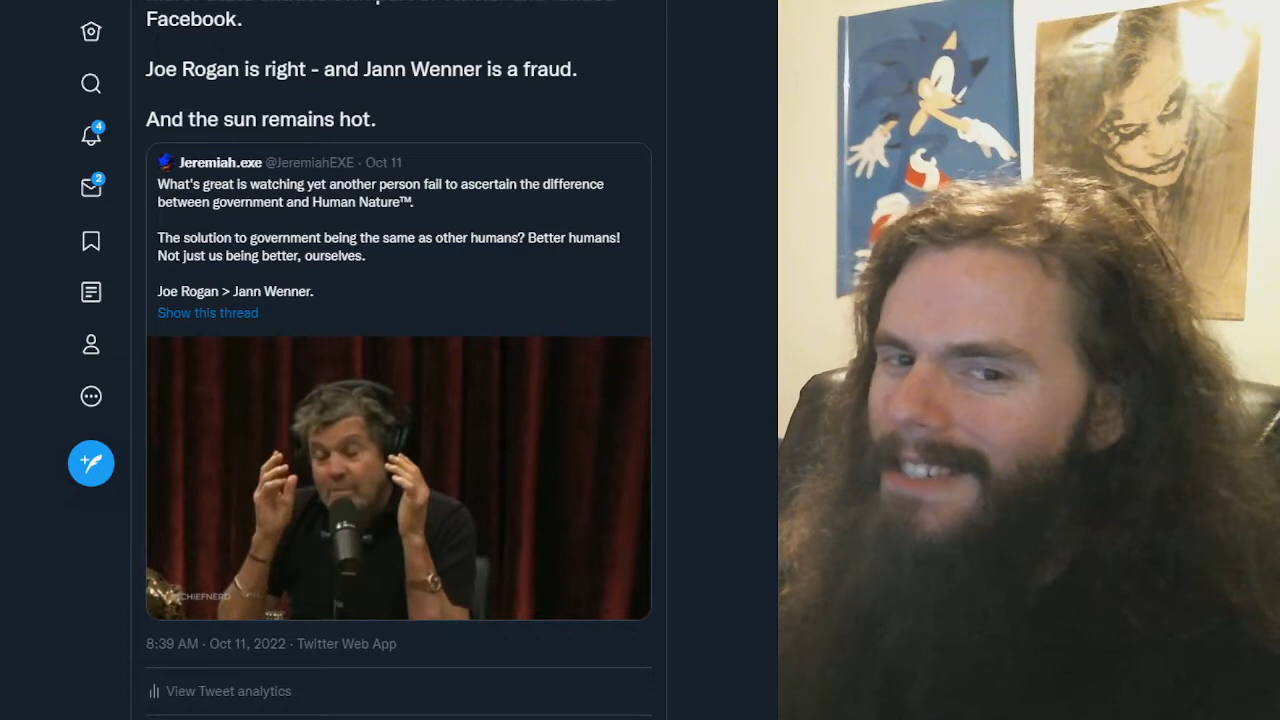 Facebook.
Joe Rogan is right - and Jann Wenner is a fraud.
And the sun remains hot.
Jeremiah.exe @JeremiahEXE · Oct 11
What's great is watching yet another person fail to ascertain the difference
between government and Human Nature™.
The solution to government being the same as other humans? Better humans!
Not just us being better, ourselves.
Joe Rogan > Jann Wenner.
Show this thread
CHIEFNERD
8:39 AM · Oct 11, 2022 · Twitter Web App
View Tweet analytics
4
2